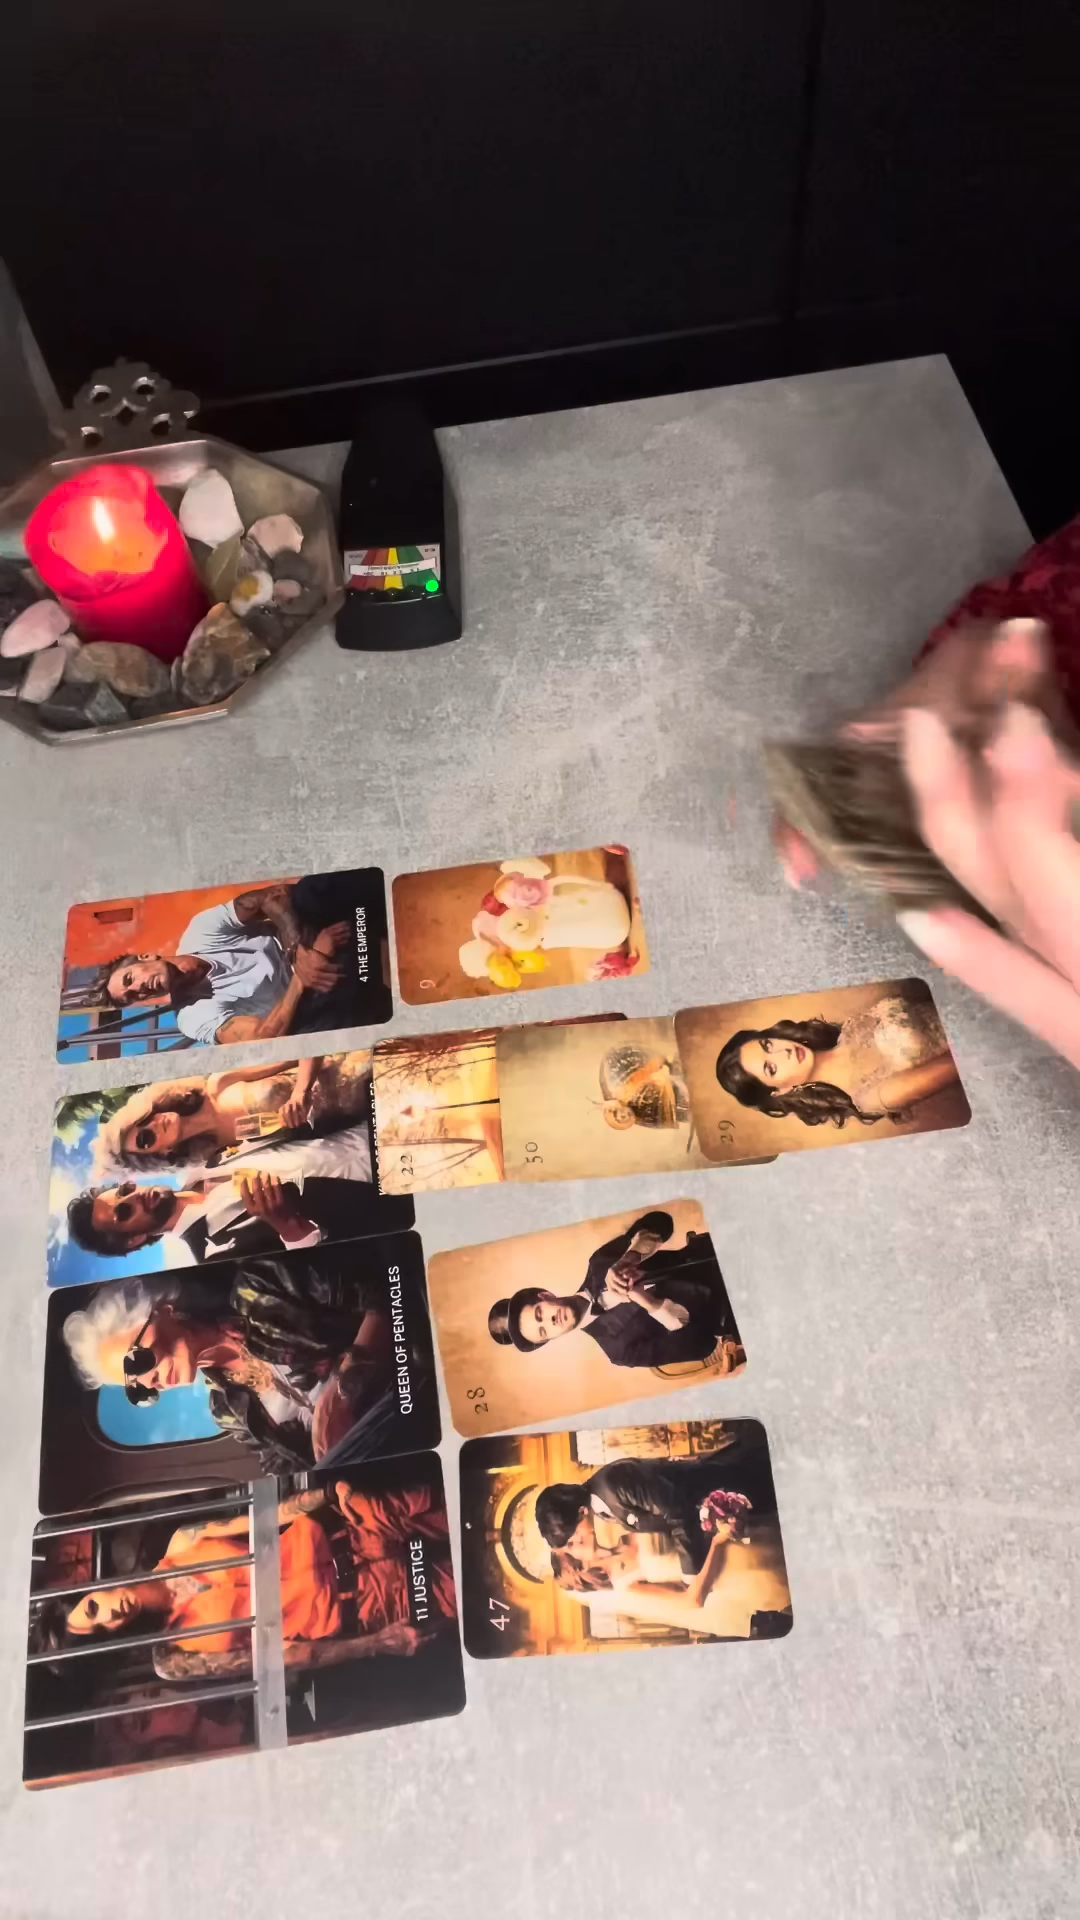 4 THE EMPEROR
9
22
50
29
QUEEN OF PENTACLES
28
11 JUSTICE
47